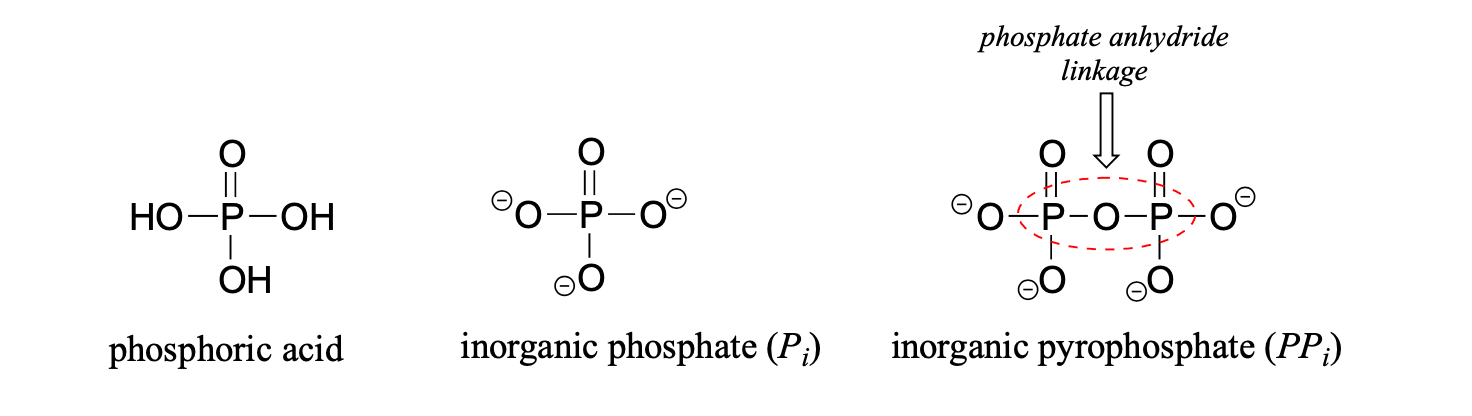 phosphate anhydride
linkage
O
HO P OH
OH
phosphoric acid
O
⊖O P O⊖
⊖O
inorganic phosphate (Pi)
O O
⊖O P O P O⊖
⊖O ⊖O
inorganic pyrophosphate (PPi)